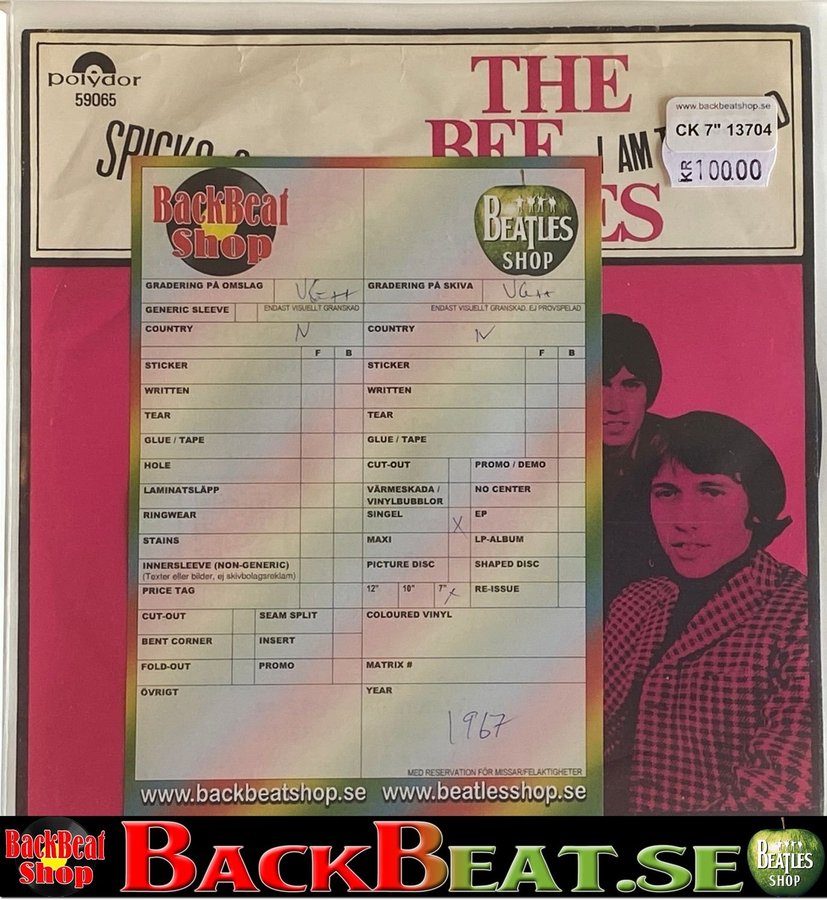 polydor
59065
THE
BEE
I AM
ES
www.backbeatshop.se
CK 7" 13704
KR 100.00
BackBeat
Shop
BEATLES
SHOP
GRADERING PÅ OMSLAG VG++ GRADERING PÅ SKIVA VG++
GENERIC SLEEVE ENDAST VISUELLT GRANSKAD ENDAST VISUELLT GRANSKAD, EJ PROVSPELAD
COUNTRY N COUNTRY N
F B F B
STICKER STICKER
WRITTEN WRITTEN
TEAR TEAR
GLUE / TAPE GLUE / TAPE
HOLE CUT-OUT PROMO / DEMO
LAMINATSLÄPP VÄRMESKADA / NO CENTER
VINYLBUBBLOR
RINGWEAR SINGEL X EP
STAINS MAXI LP-ALBUM
INNERSLEEVE (NON-GENERIC) PICTURE DISC SHAPED DISC
(Texter eller bilder, ej skivbolagsreklam)
PRICE TAG 12" 10" 7" X RE-ISSUE
CUT-OUT SEAM SPLIT COLOURED VINYL
BENT CORNER INSERT
FOLD-OUT PROMO MATRIX #
ÖVRIGT YEAR
1967
MED RESERVATION FÖR MISSAR/FELAKTIGHETER
www.backbeatshop.se www.beatlesshop.se
BackBeat
Shop
BACKBEAT.SE
BEATLES
SHOP